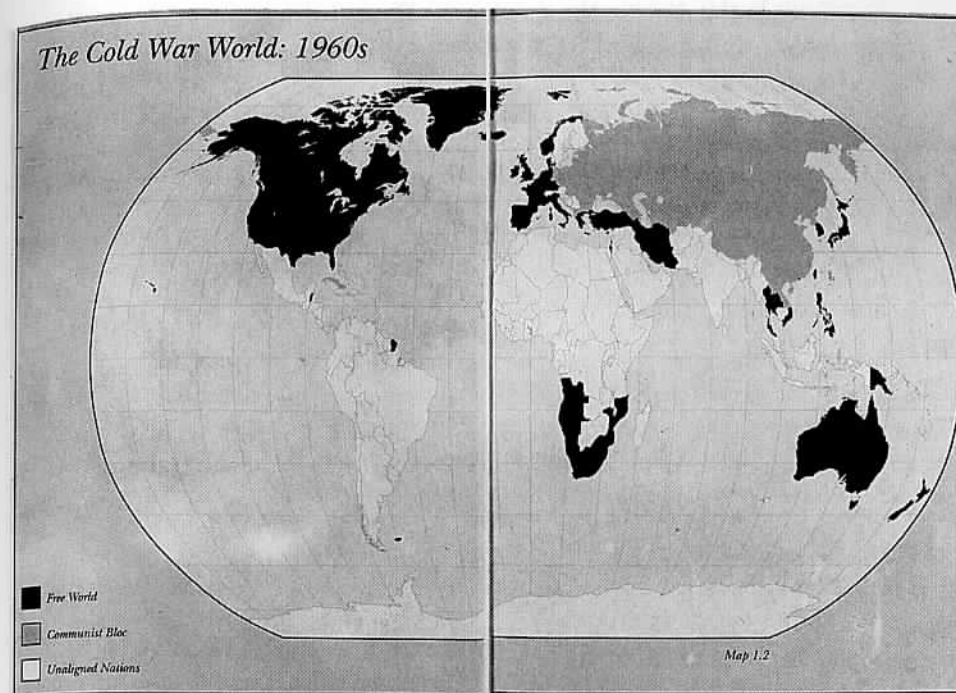 The Cold War World: 1960s
Free World
Communist Bloc
Unaligned Nations
Map 1.2